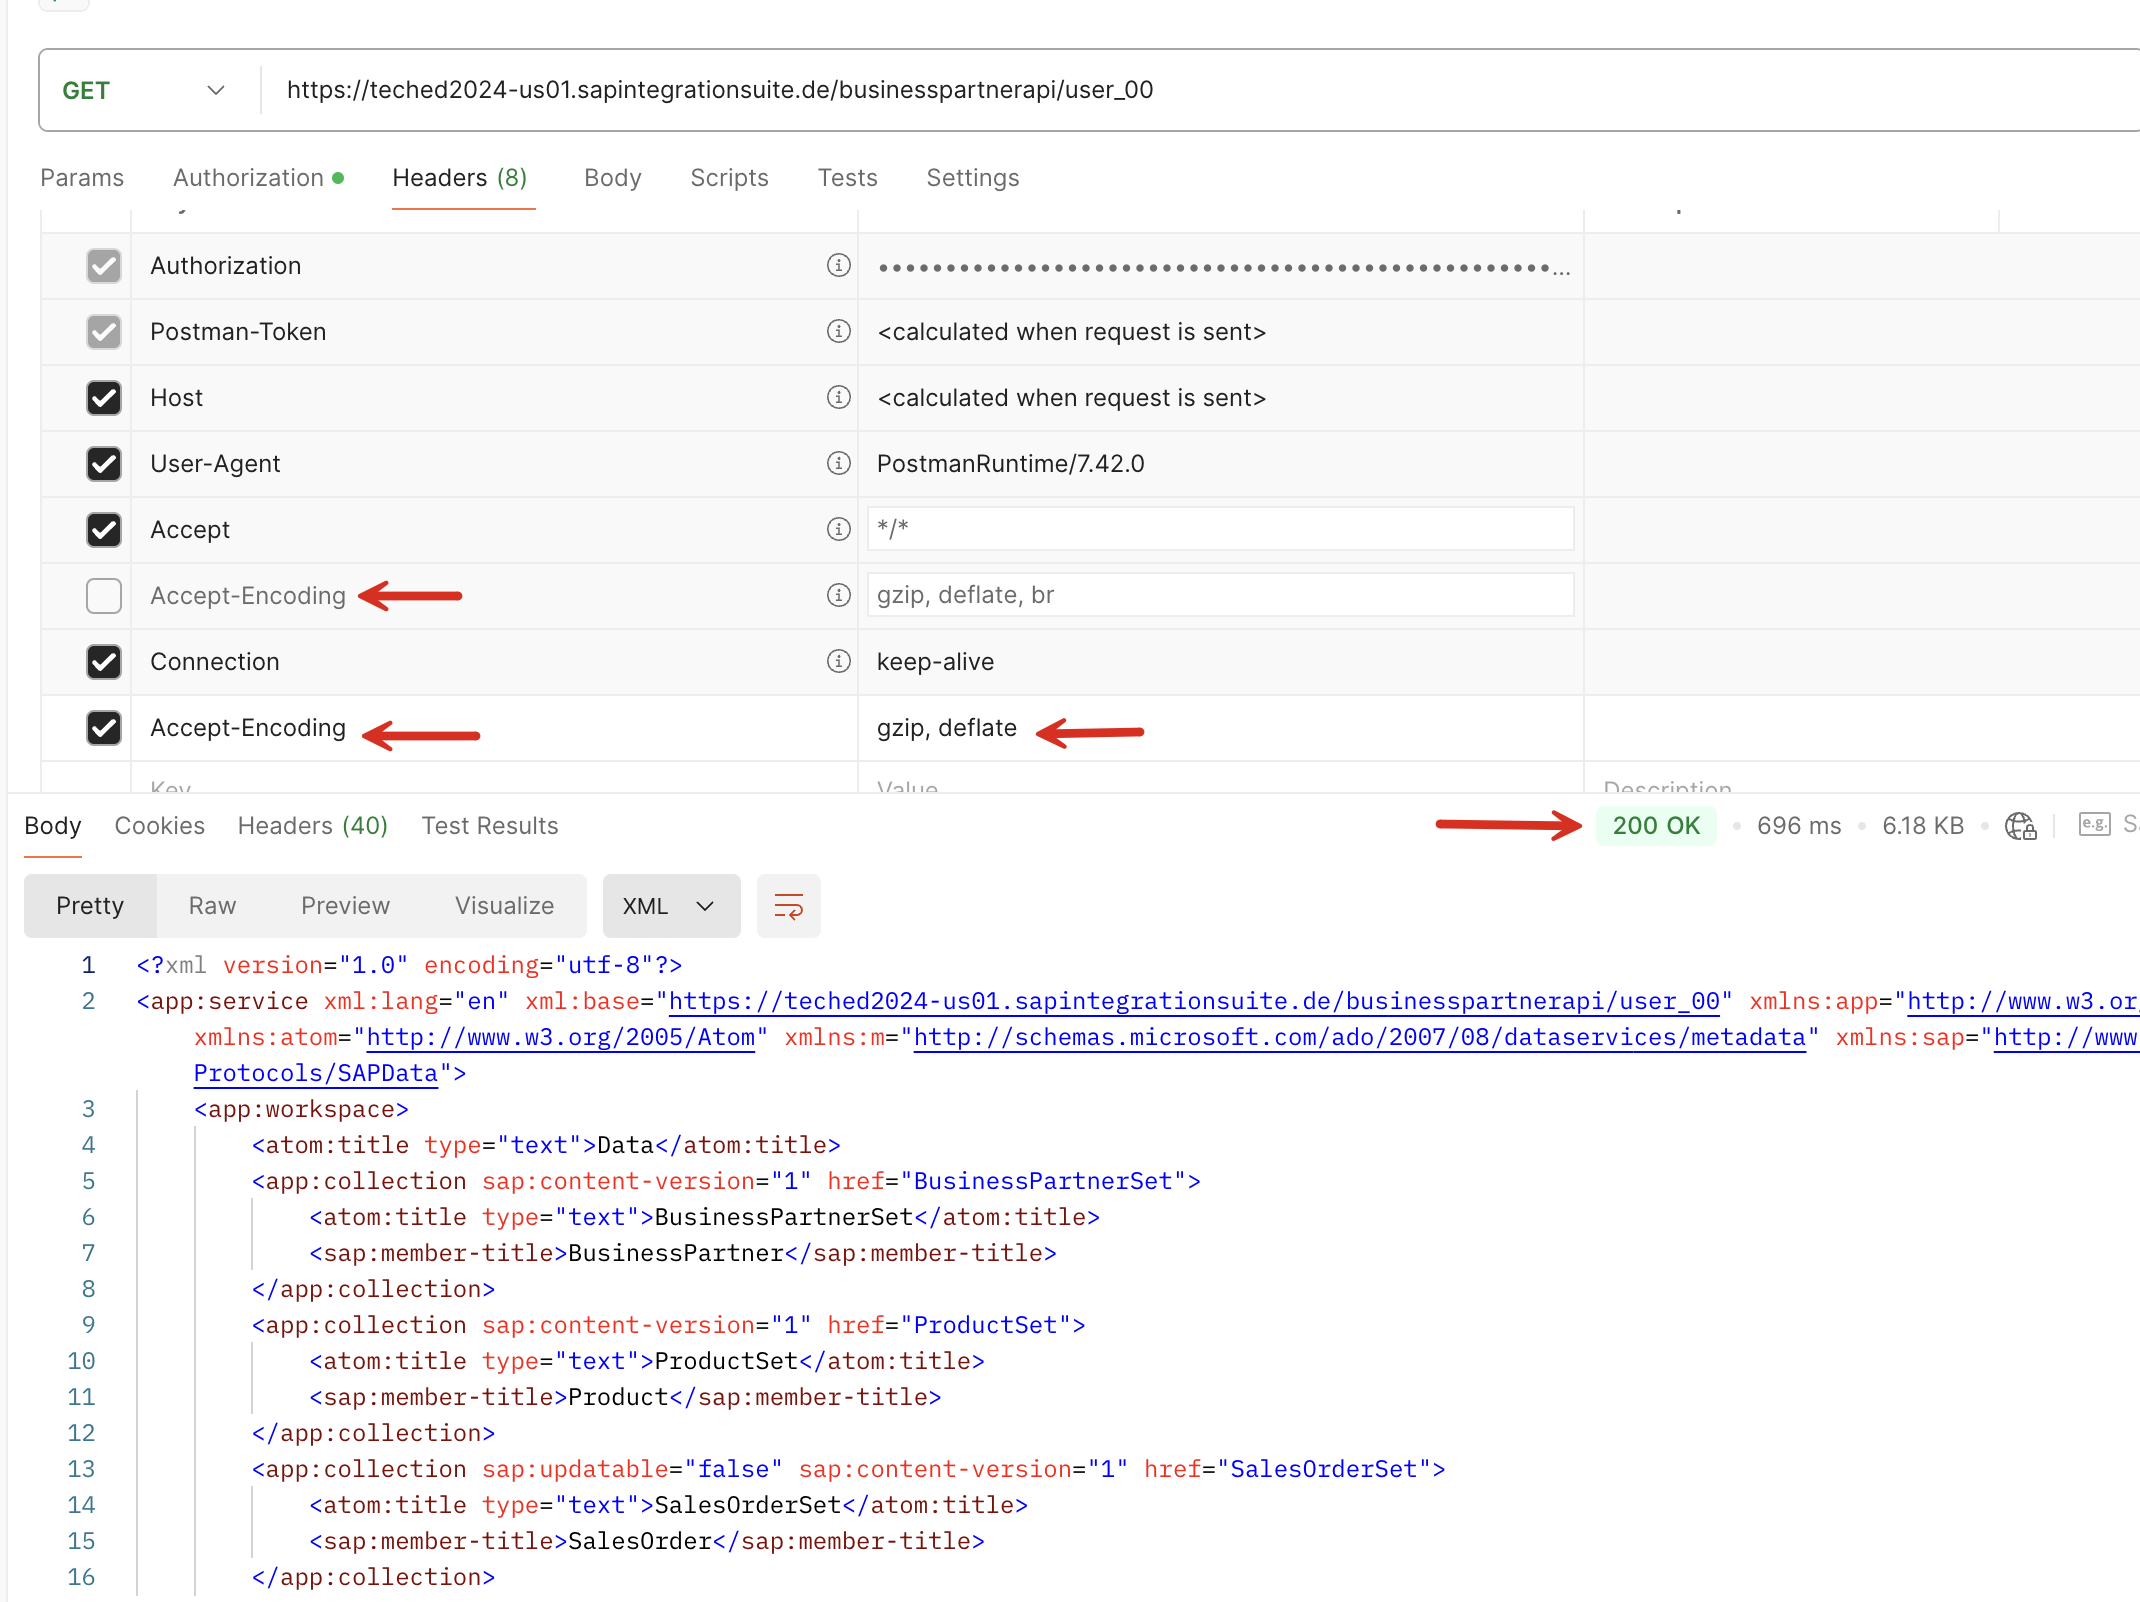 GET https://teched2024-us01.sapintegrationsuite.de/businesspartnerapi/user_00
Params Authorization Headers (8) Body Scripts Tests Settings
Authorization ••••••••••••••••••••••••••••••••••••••••••••••••••...
Postman-Token <calculated when request is sent>
Host <calculated when request is sent>
User-Agent PostmanRuntime/7.42.0
Accept */*
Accept-Encoding gzip, deflate, br
Connection keep-alive
Accept-Encoding gzip, deflate
Key Value Description
Body Cookies Headers (40) Test Results 200 OK 696 ms 6.18 KB e.g.
Pretty Raw Preview Visualize XML
1 <?xml version="1.0" encoding="utf-8"?>
2 <app:service xml:lang="en" xml:base="https://teched2024-us01.sapintegrationsuite.de/businesspartnerapi/user_00" xmlns:app="http://www.w3.or
xmlns:atom="http://www.w3.org/2005/Atom" xmlns:m="http://schemas.microsoft.com/ado/2007/08/dataservices/metadata" xmlns:sap="http://www
Protocols/SAPData">
3 <app:workspace>
4 <atom:title type="text">Data</atom:title>
5 <app:collection sap:content-version="1" href="BusinessPartnerSet">
6 <atom:title type="text">BusinessPartnerSet</atom:title>
7 <sap:member-title>BusinessPartner</sap:member-title>
8 </app:collection>
9 <app:collection sap:content-version="1" href="ProductSet">
10 <atom:title type="text">ProductSet</atom:title>
11 <sap:member-title>Product</sap:member-title>
12 </app:collection>
13 <app:collection sap:updatable="false" sap:content-version="1" href="SalesOrderSet">
14 <atom:title type="text">SalesOrderSet</atom:title>
15 <sap:member-title>SalesOrder</sap:member-title>
16 </app:collection>